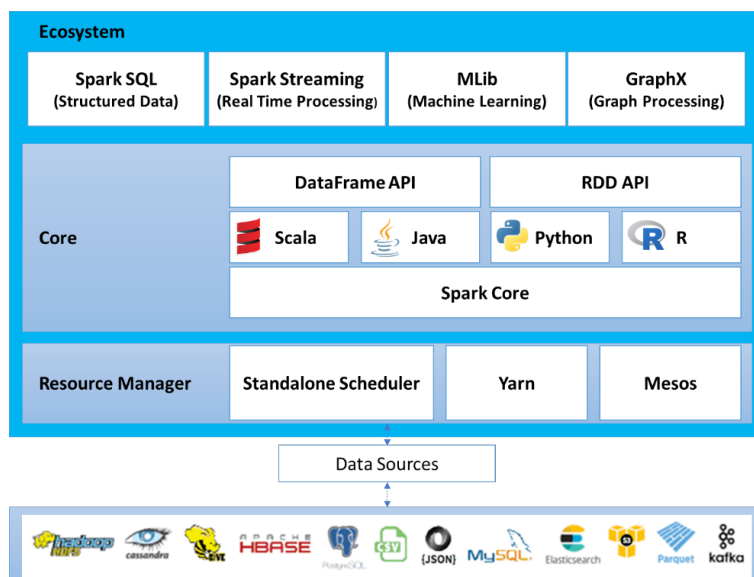 Ecosystem
Spark SQL
(Structured Data)
Spark Streaming
(Real Time Processing)
MLib
(Machine Learning)
GraphX
(Graph Processing)
Core
DataFrame API
RDD API
Scala
Java
Python
R
Spark Core
Resource Manager
Standalone Scheduler
Yarn
Mesos
Data Sources
hadoop
HDFS
cassandra
HIVE
APACHE
HBASE
PostgreSQL
CSV
{JSON}
MySQL
Elasticsearch
S3
Parquet
kafka